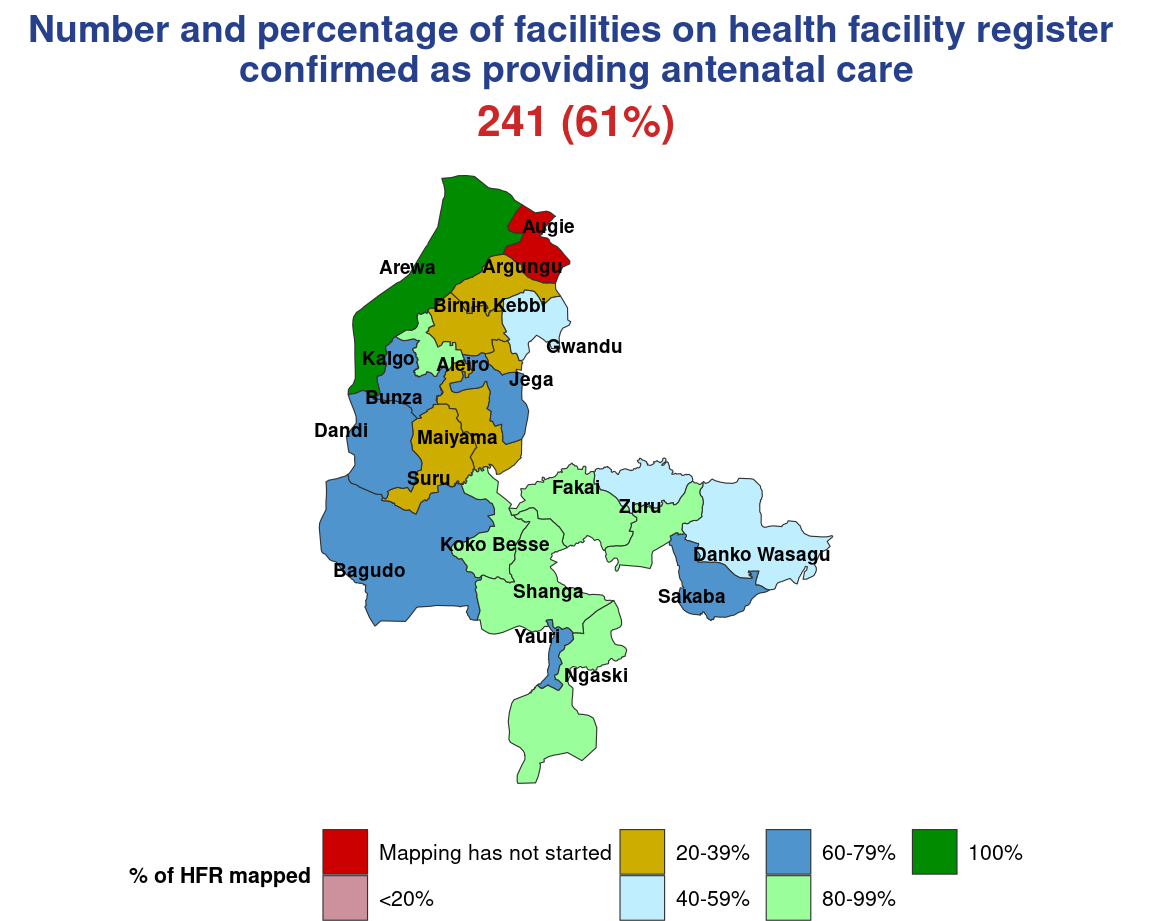 Number and percentage of facilities on health facility register
confirmed as providing antenatal care
241 (61%)
Augie
Arewa
Argungu
Birnin Kebbi
Gwandu
Kalgo
Aleiro
Jega
Bunza
Dandi
Maiyama
Suru
Fakai
Zuru
Koko Besse
Danko Wasagu
Bagudo
Shanga
Sakaba
Yauri
Ngaski
% of HFR mapped
Mapping has not started
<20%
20-39%
40-59%
60-79%
80-99%
100%